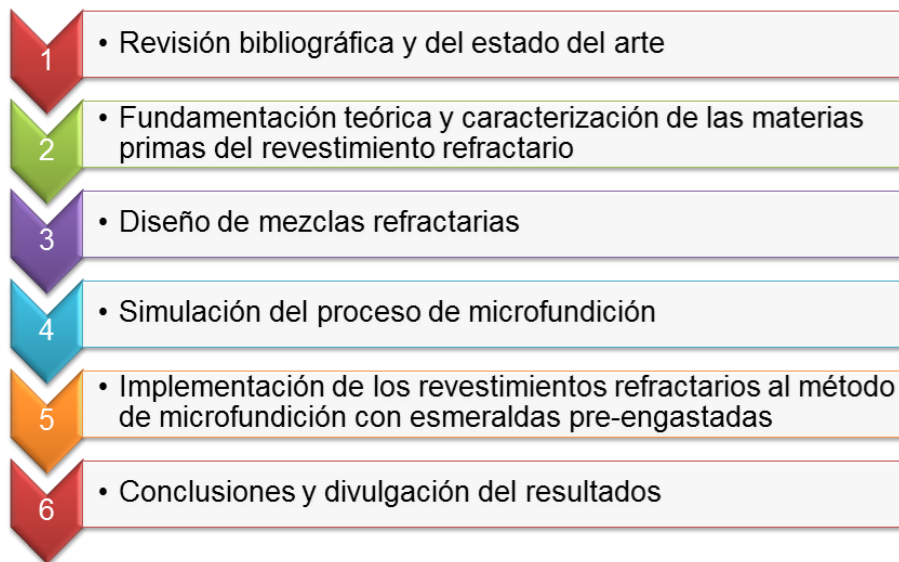 1
• Revisión bibliográfica y del estado del arte
2
• Fundamentación teórica y caracterización de las materias
primas del revestimiento refractario
3
• Diseño de mezclas refractarias
4
• Simulación del proceso de microfundición
5
• Implementación de los revestimientos refractarios al método
de microfundición con esmeraldas pre-engastadas
6
• Conclusiones y divulgación del resultados